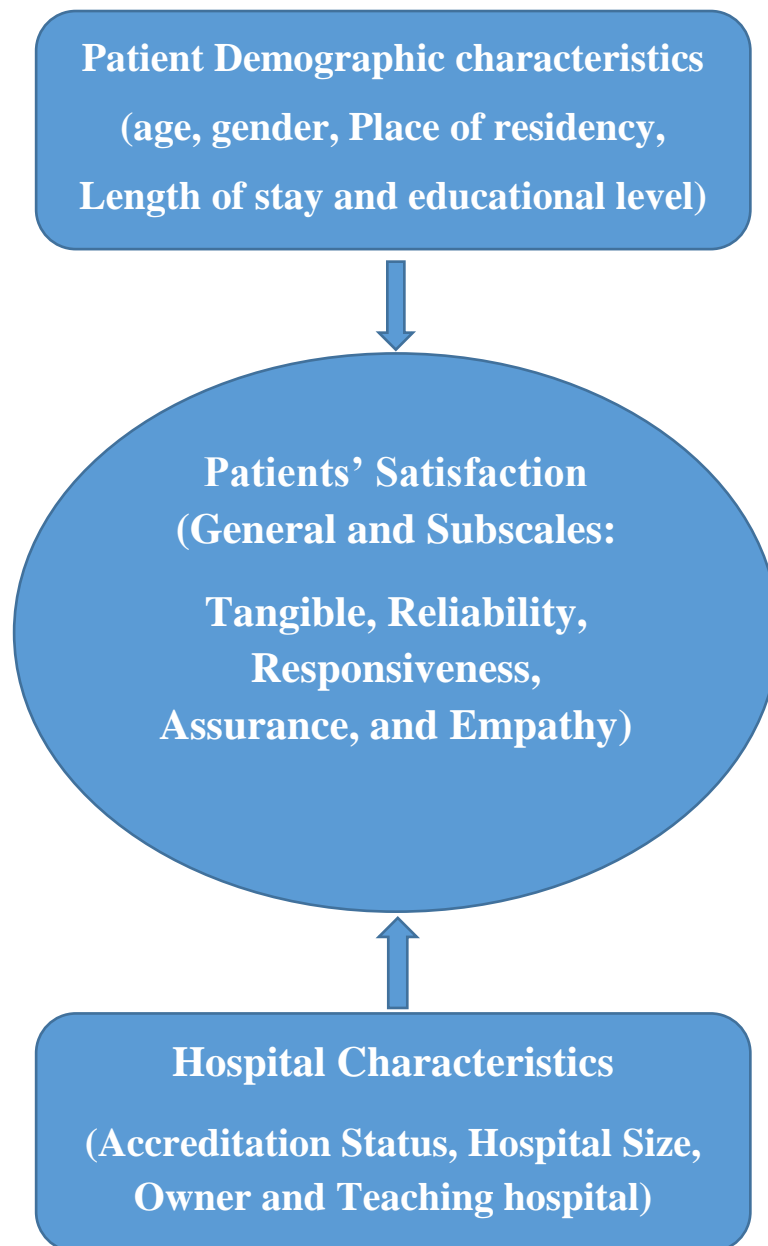 Patient Demographic characteristics
(age, gender, Place of residency,
Length of stay and educational level)
Patients’ Satisfaction
(General and Subscales:
Tangible, Reliability,
Responsiveness,
Assurance, and Empathy)
Hospital Characteristics
(Accreditation Status, Hospital Size,
Owner and Teaching hospital)